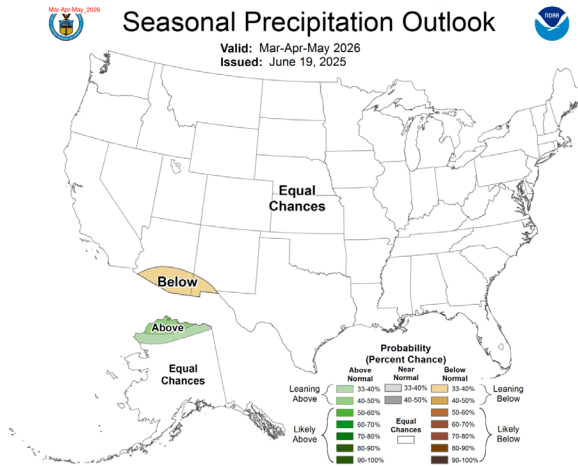 Mar-Apr-May_2026
Seasonal Precipitation Outlook
NOAA
Valid: Mar-Apr-May 2026
Issued: June 19, 2025
Equal
Chances
Below
Above
Equal
Chances
Probability
(Percent Chance)
Above
Normal
Near
Normal
Below
Normal
Leaning
Above
33-40%
40-50%
33-40%
40-50%
33-40%
40-50%
Leaning
Below
Likely
Above
50-60%
60-70%
70-80%
80-90%
90-100%
Equal
Chances
50-60%
60-70%
70-80%
80-90%
90-100%
Likely
Below